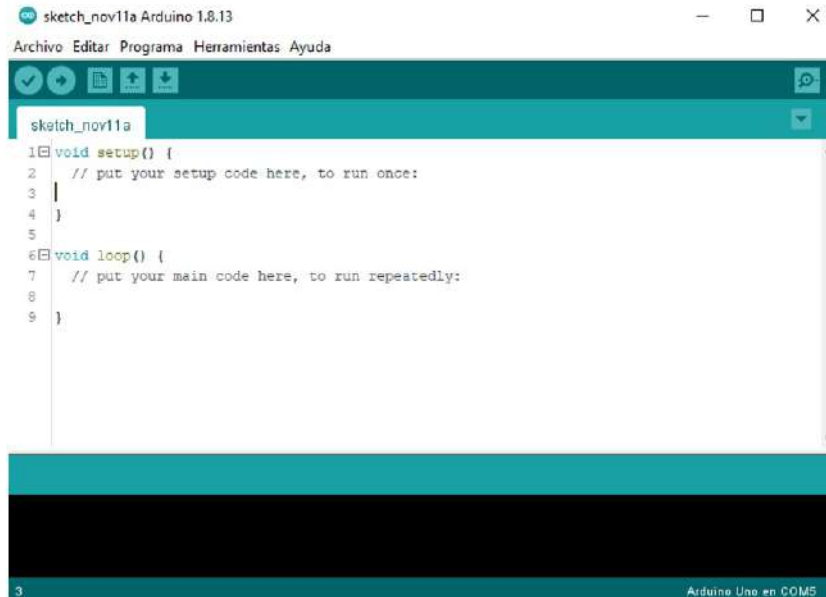 sketch_nov11a Arduino 1.8.13
Archivo Editar Programa Herramientas Ayuda
sketch_nov11a
1 void setup() {
2 // put your setup code here, to run once:
3
4 }
5
6 void loop() {
7 // put your main code here, to run repeatedly:
8
9 }
3 Arduino Uno en COM5